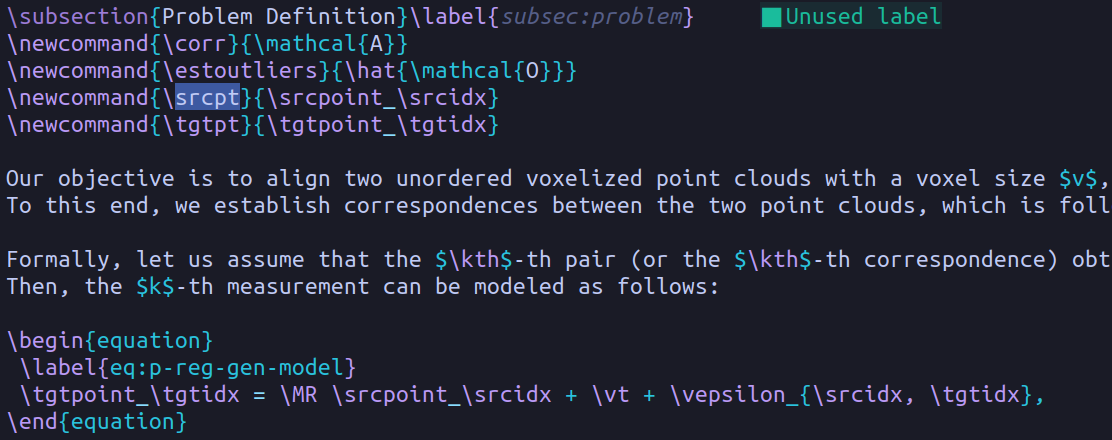 \subsection{Problem Definition}\label{subsec:problem} Unused label
\newcommand{\corr}{\mathcal{A}}
\newcommand{\estoutliers}{\hat{\mathcal{O}}}
\newcommand{\srcpt}{\srcpoint_\srcidx}
\newcommand{\tgtpt}{\tgtpoint_\tgtidx}
Our objective is to align two unordered voxelized point clouds with a voxel size $v$,
To this end, we establish correspondences between the two point clouds, which is foll
Formally, let us assume that the $\kth$-th pair (or the $\kth$-th correspondence) obt
Then, the $k$-th measurement can be modeled as follows:
\begin{equation}
\label{eq:p-reg-gen-model}
\tgtpoint_\tgtidx = \MR \srcpoint_\srcidx + \vt + \vepsilon_{\srcidx, \tgtidx},
\end{equation}